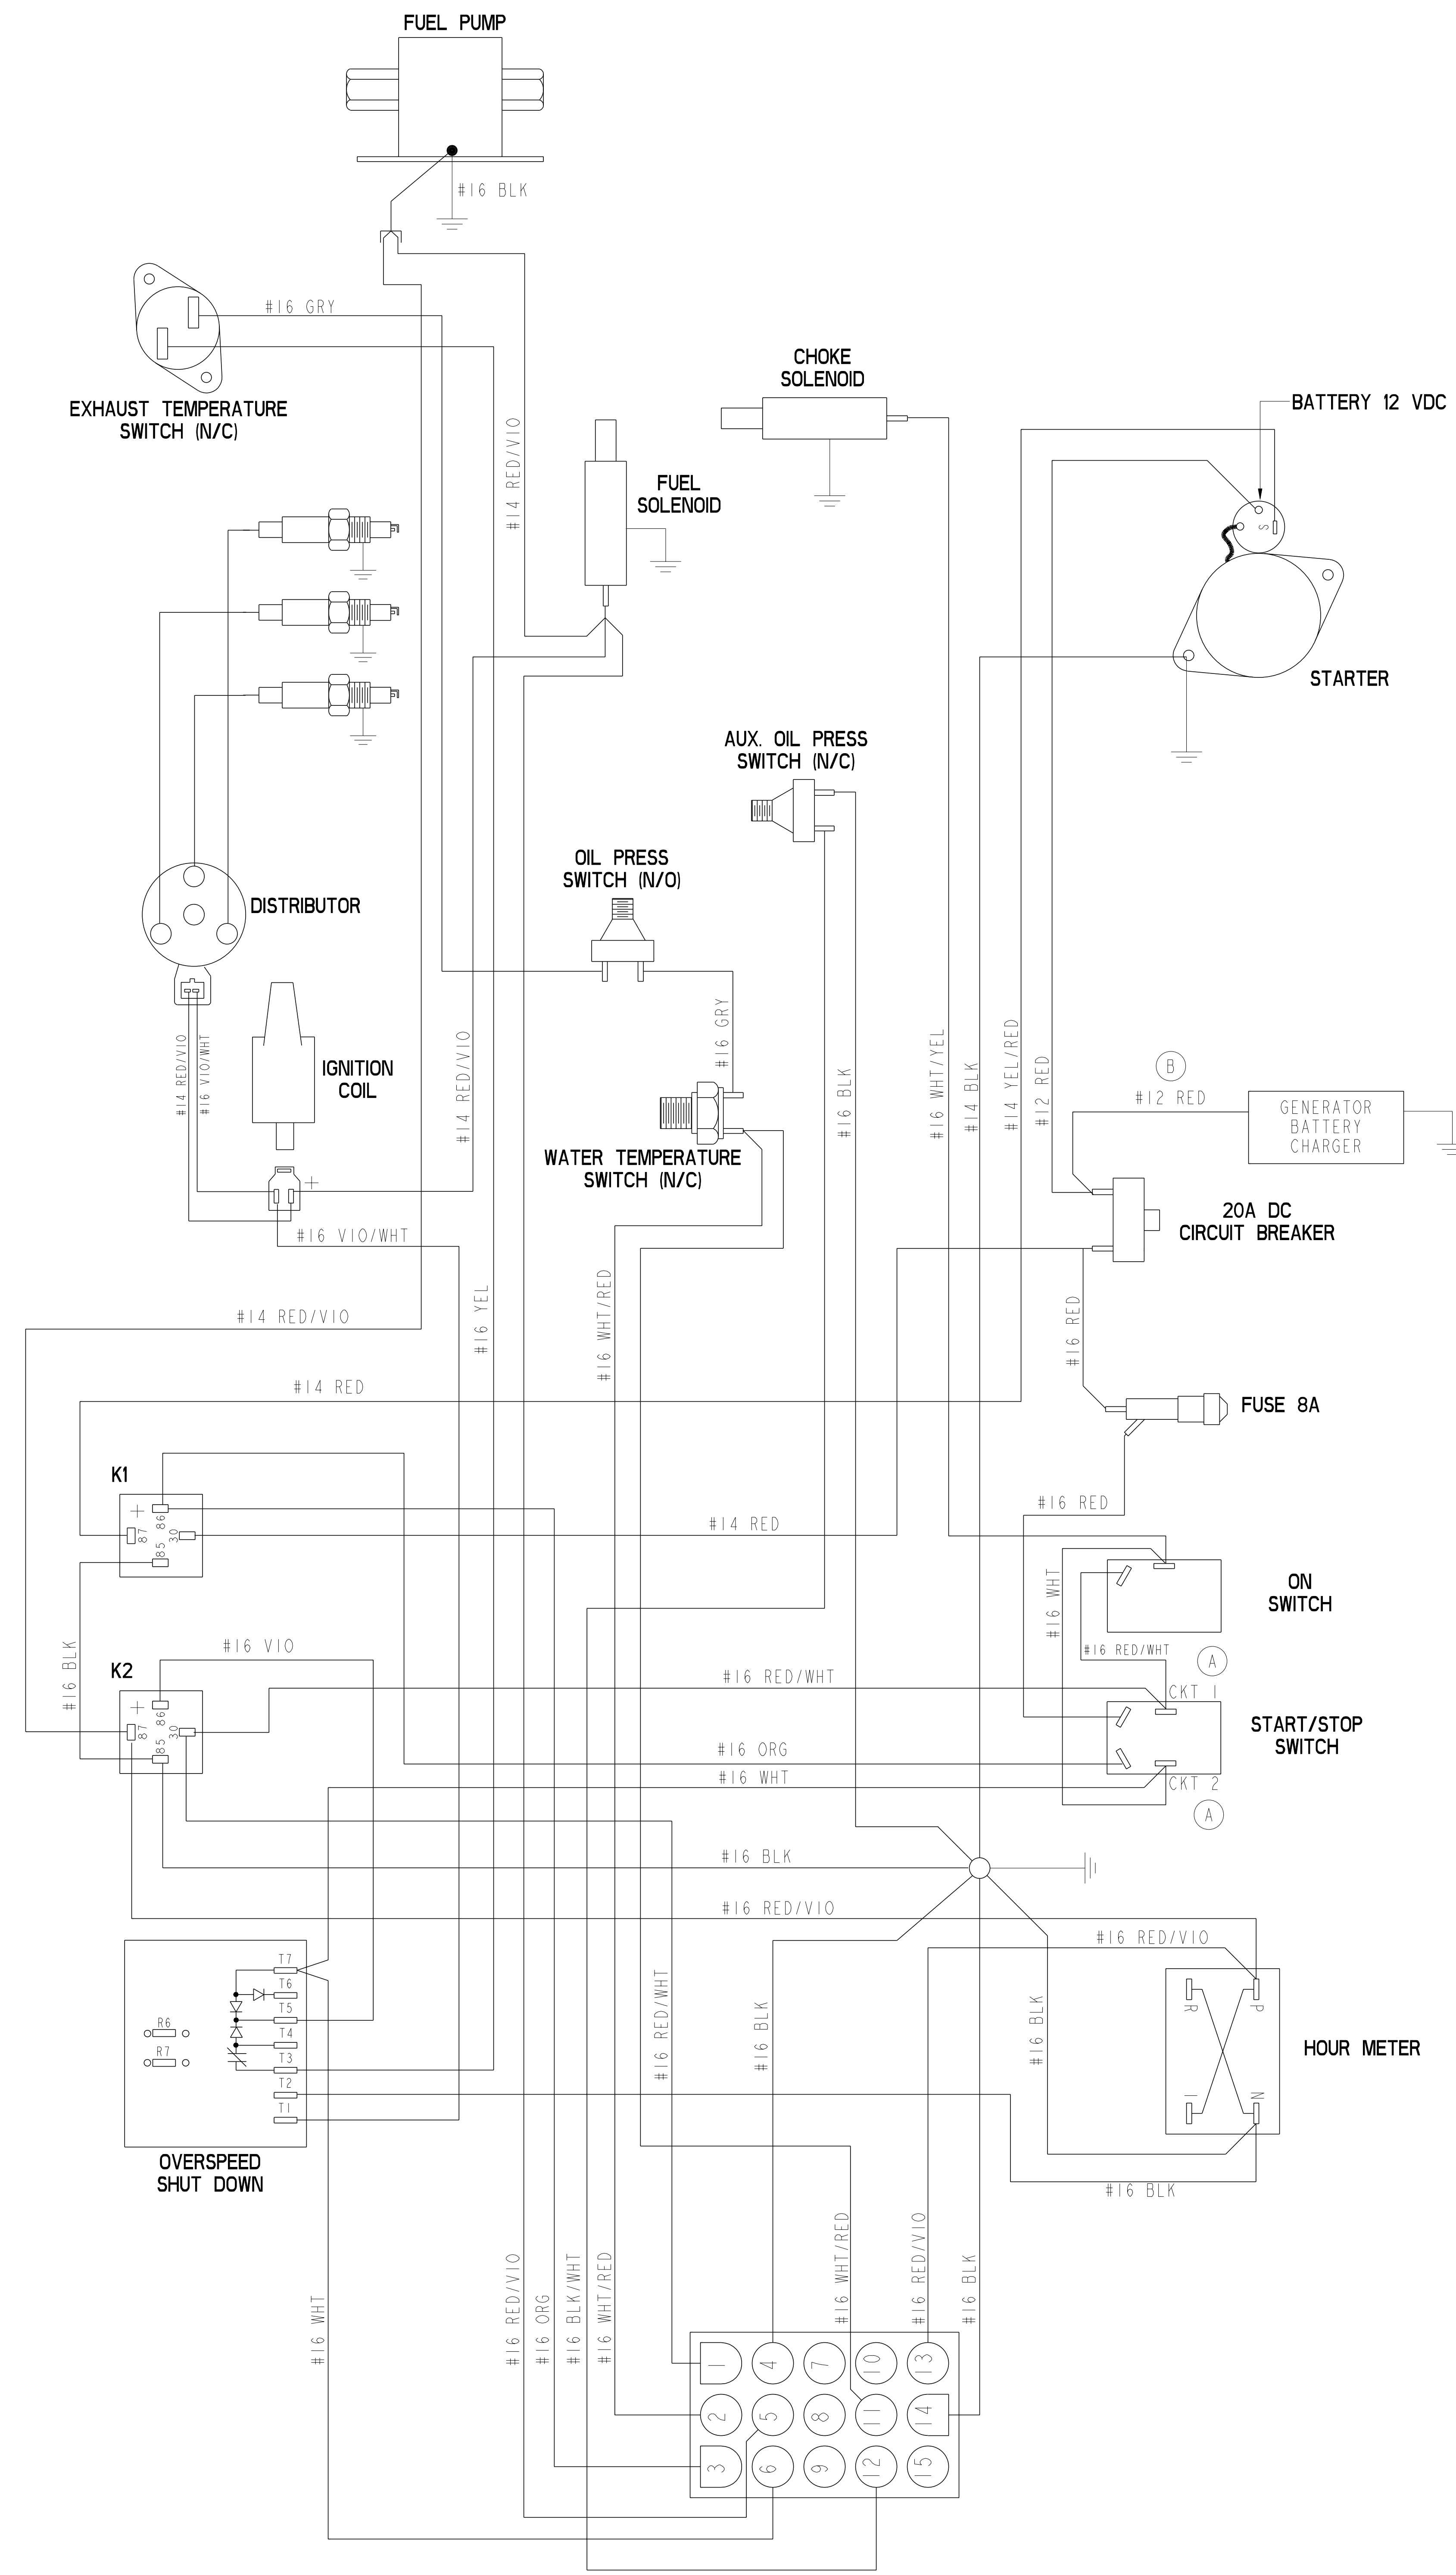 FUEL PUMP
#16 BLK
#16 GRY
EXHAUST TEMPERATURE
SWITCH (N/C)
CHOKE
SOLENOID
BATTERY 12 VDC
#14 RED/VIO
FUEL
SOLENOID
S
STARTER
AUX. OIL PRESS
SWITCH (N/C)
OIL PRESS
SWITCH (N/O)
DISTRIBUTOR
#14 RED/VIO
#16 VIO/WHT
IGNITION
COIL
+
#14 RED/VIO
#16 GRY
#16 BLK
#16 WHT/YEL
#14 BLK
#14 YEL/RED
#12 RED
B
#12 RED
GENERATOR
BATTERY
CHARGER
WATER TEMPERATURE
SWITCH (N/C)
20A DC
CIRCUIT BREAKER
#16 VIO/WHT
#14 RED/VIO
#16 YEL
#16 WHT/RED
#16 RED
#14 RED
FUSE 8A
K1
+
86
87
30
85
#16 RED
#14 RED
ON
SWITCH
#16 WHT
#16 RED/WHT
A
#16 BLK
#16 VIO
K2
+
86
87
30
85
#16 RED/WHT
CKT 1
START/STOP
SWITCH
#16 ORG
#16 WHT
CKT 2
A
#16 BLK
#16 RED/VIO
#16 RED/VIO
T7
T6
T5
T4
T3
T2
T1
R6
R7
OVERSPEED
SHUT DOWN
#16 RED/WHT
#16 BLK
#16 BLK
R
P
I
N
HOUR METER
#16 BLK
#16 WHT
#16 RED/VIO
#16 ORG
#16 BLK/WHT
#16 WHT/RED
#16 WHT/RED
#16 RED/VIO
#16 BLK
1
4
7
10
13
2
5
8
11
14
3
6
9
12
15